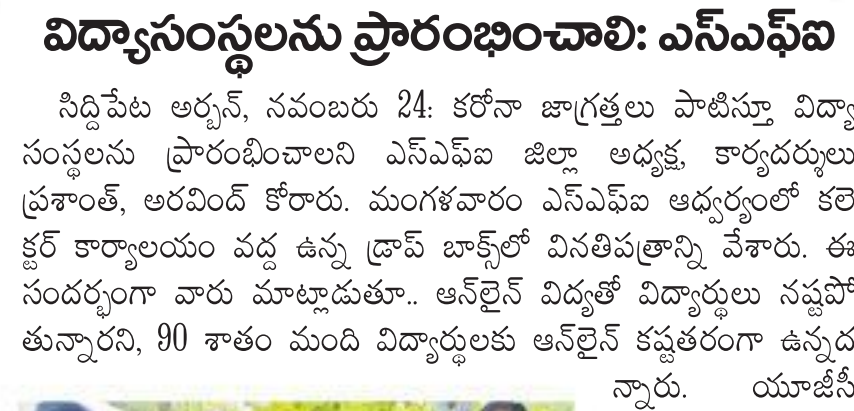 విద్యాసంస్థలను ప్రారంభించాలి: ఎస్ఎఫ్ఐ
సిద్దిపేట అర్బన్, నవంబరు 24: కరోనా జాగ్రత్తలు పాటిస్తూ విద్యా
సంస్థలను ప్రారంభించాలని ఎస్ఎఫ్ఐ జిల్లా అధ్యక్ష, కార్యదర్శులు
ప్రశాంత్, అరవింద్ కోరారు. మంగళవారం ఎస్ఎఫ్ఐ ఆధ్వర్యంలో కలె
క్టర్ కార్యాలయం వద్ద ఉన్న డ్రాప్ బాక్స్‌లో వినతిపత్రాన్ని వేశారు. ఈ
సందర్భంగా వారు మాట్లాడుతూ.. ఆన్‌లైన్ విద్యతో విద్యార్థులు నష్టపో
తున్నారని, 90 శాతం మంది విద్యార్థులకు ఆన్‌లైన్ కష్టతరంగా ఉన్నద
న్నారు. యూజీసీ